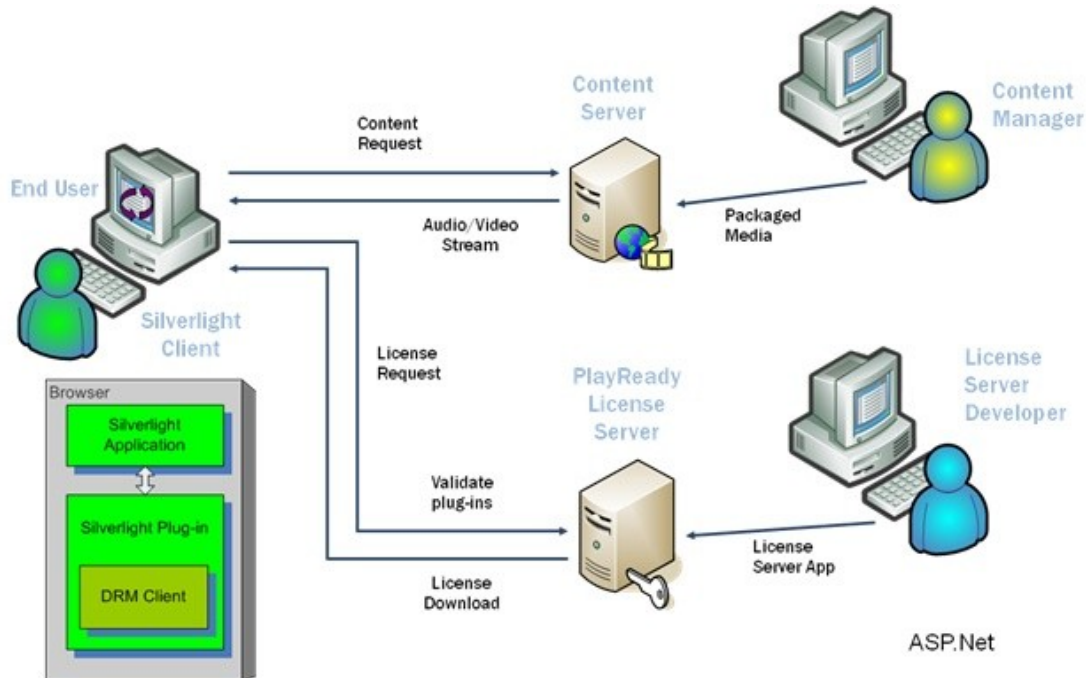 Content
Server
Content
Manager
Content
Request
End User
Audio/Video
Stream
Packaged
Media
Silverlight
Client
License
Request
PlayReady
License
Server
License
Server
Developer
Browser
Silverlight
Application
Silverlight Plug-in
DRM Client
Validate
plug-ins
License
Download
License
Server App
ASP.Net